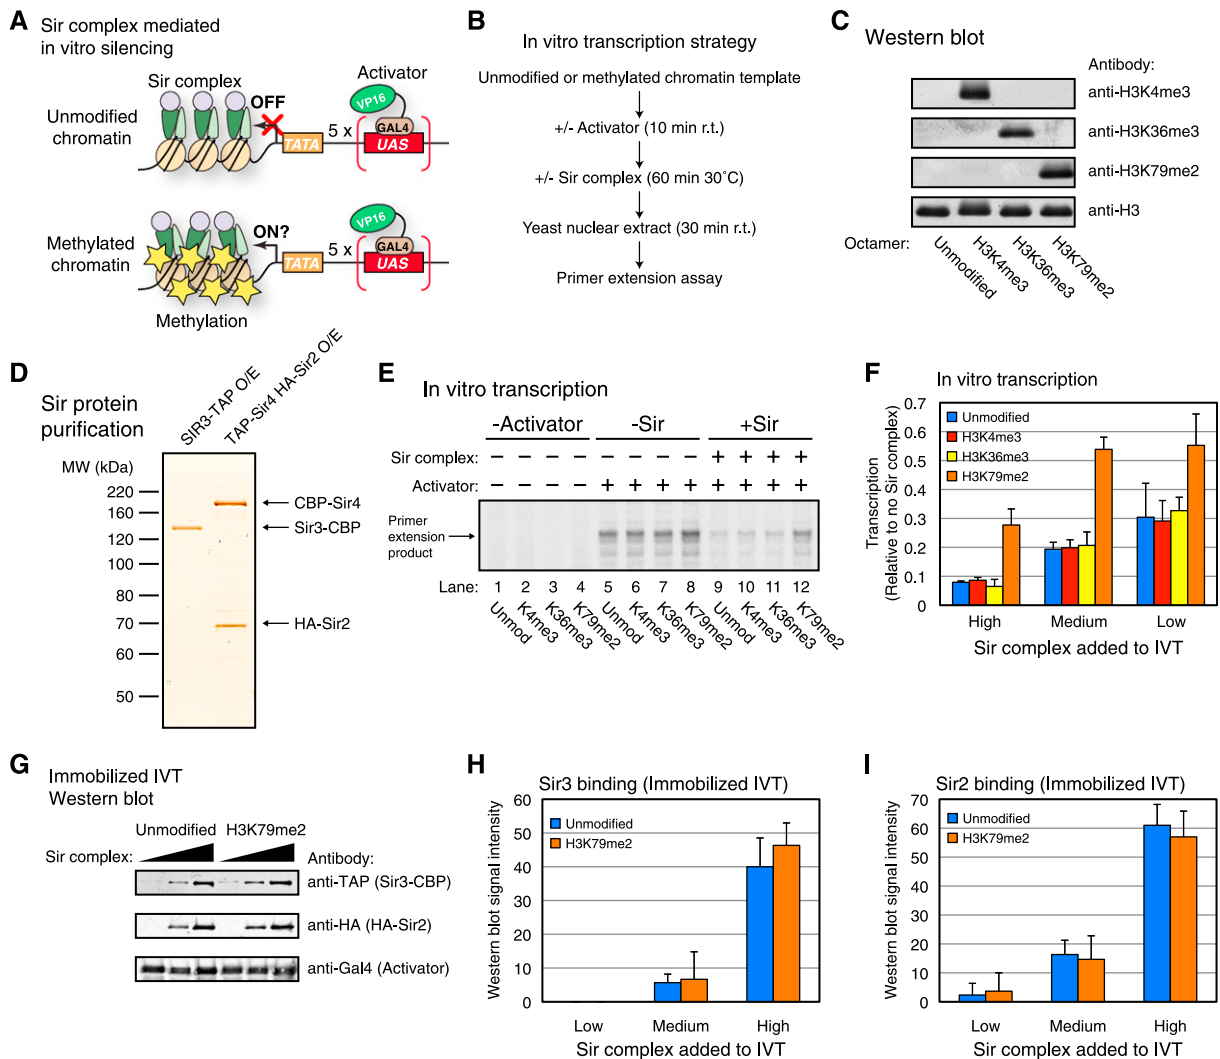 A
Sir complex mediated
in vitro silencing
Sir complex
Activator
Unmodified
chromatin
OFF
VP16
GAL4
TATA
5 x
UAS
Methylated
chromatin
ON?
VP16
GAL4
TATA
5 x
UAS
Methylation
B
In vitro transcription strategy
Unmodified or methylated chromatin template
+/- Activator (10 min r.t.)
+/- Sir complex (60 min 30˚C)
Yeast nuclear extract (30 min r.t.)
Primer extension assay
C
Western blot
Antibody:
anti-H3K4me3
anti-H3K36me3
anti-H3K79me2
anti-H3
Octamer:
Unmodified
H3K4me3
H3K36me3
H3K79me2
D
Sir protein
purification
SIR3-TAP O/E
TAP-Sir4 HA-Sir2 O/E
MW (kDa)
220
160
120
100
80
70
60
50
CBP-Sir4
Sir3-CBP
HA-Sir2
E
In vitro transcription
-Activator -Sir +Sir
Sir complex: – – – – – – – – + + + +
Activator: – – – – + + + + + + + +
Primer
extension
product
Lane: 1 2 3 4 5 6 7 8 9 10 11 12
Unmod K4me3 K36me3 K79me2 Unmod K4me3 K36me3 K79me2 Unmod K4me3 K36me3 K79me2
F
In vitro transcription
Transcription
(Relative to no Sir complex)
0.7
0.6
0.5
0.4
0.3
0.2
0.1
0
Unmodified
H3K4me3
H3K36me3
H3K79me2
High Medium Low
Sir complex added to IVT
G
Immobilized IVT
Western blot
Unmodified H3K79me2
Sir complex:
Antibody:
anti-TAP (Sir3-CBP)
anti-HA (HA-Sir2)
anti-Gal4 (Activator)
H
Sir3 binding (Immobilized IVT)
Western blot signal intensity
60
50
40
30
20
10
0
Unmodified
H3K79me2
Low Medium High
Sir complex added to IVT
I
Sir2 binding (Immobilized IVT)
Western blot signal intensity
70
60
50
40
30
20
10
0
Unmodified
H3K79me2
Low Medium High
Sir complex added to IVT